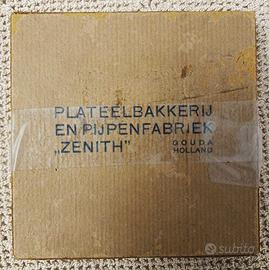 PLATEELBAKKERIJ
EN PIJPENFABRIEK
„ZENITH” GOUDA
HOLLAND
subito